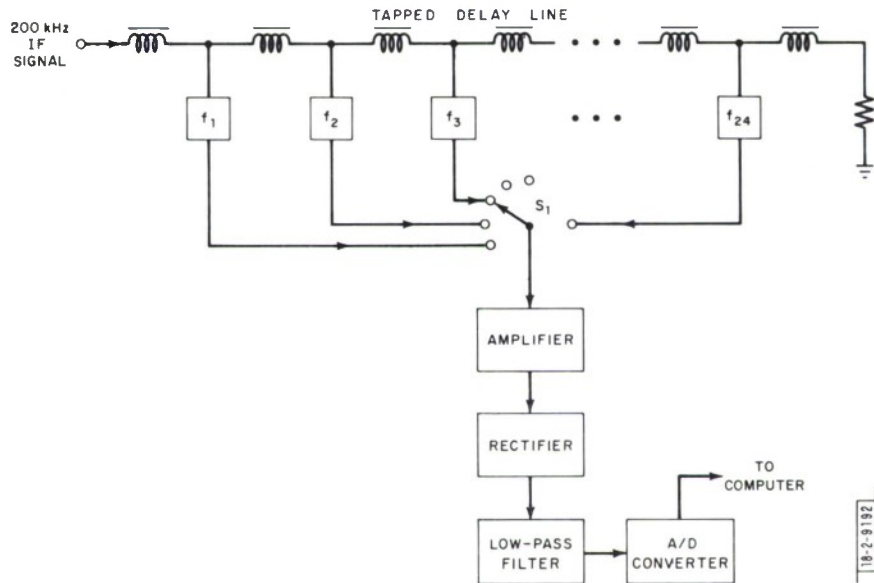 TAPPED DELAY LINE
200 kHz
IF
SIGNAL
f1
f2
f3
f24
S1
AMPLIFIER
RECTIFIER
TO
COMPUTER
LOW-PASS
FILTER
A/D
CONVERTER
18-2-9192